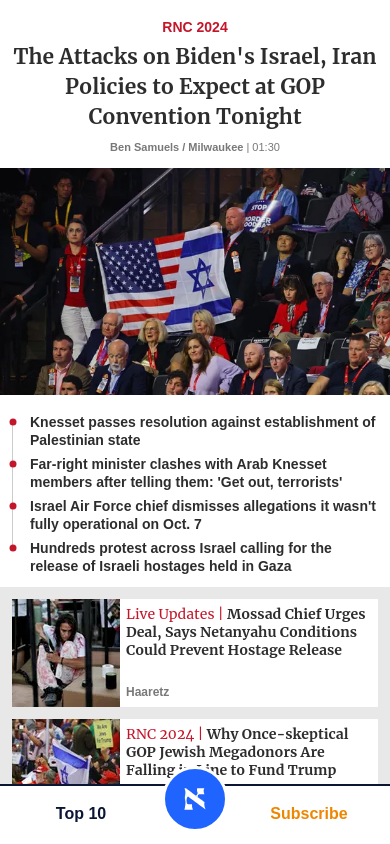 RNC 2024
The Attacks on Biden's Israel, Iran
Policies to Expect at GOP
Convention Tonight
Ben Samuels / Milwaukee | 01:30
STOP
BORDER
Knesset passes resolution against establishment of
Palestinian state
Far-right minister clashes with Arab Knesset
members after telling them: 'Get out, terrorists'
Israel Air Force chief dismisses allegations it wasn't
fully operational on Oct. 7
Hundreds protest across Israel calling for the
release of Israeli hostages held in Gaza
Live Updates | Mossad Chief Urges
Deal, Says Netanyahu Conditions
Could Prevent Hostage Release
Haaretz
RNC 2024 | Why Once-skeptical
GOP Jewish Megadonors Are
Falling in Line to Fund Trump
Top 10
Subscribe